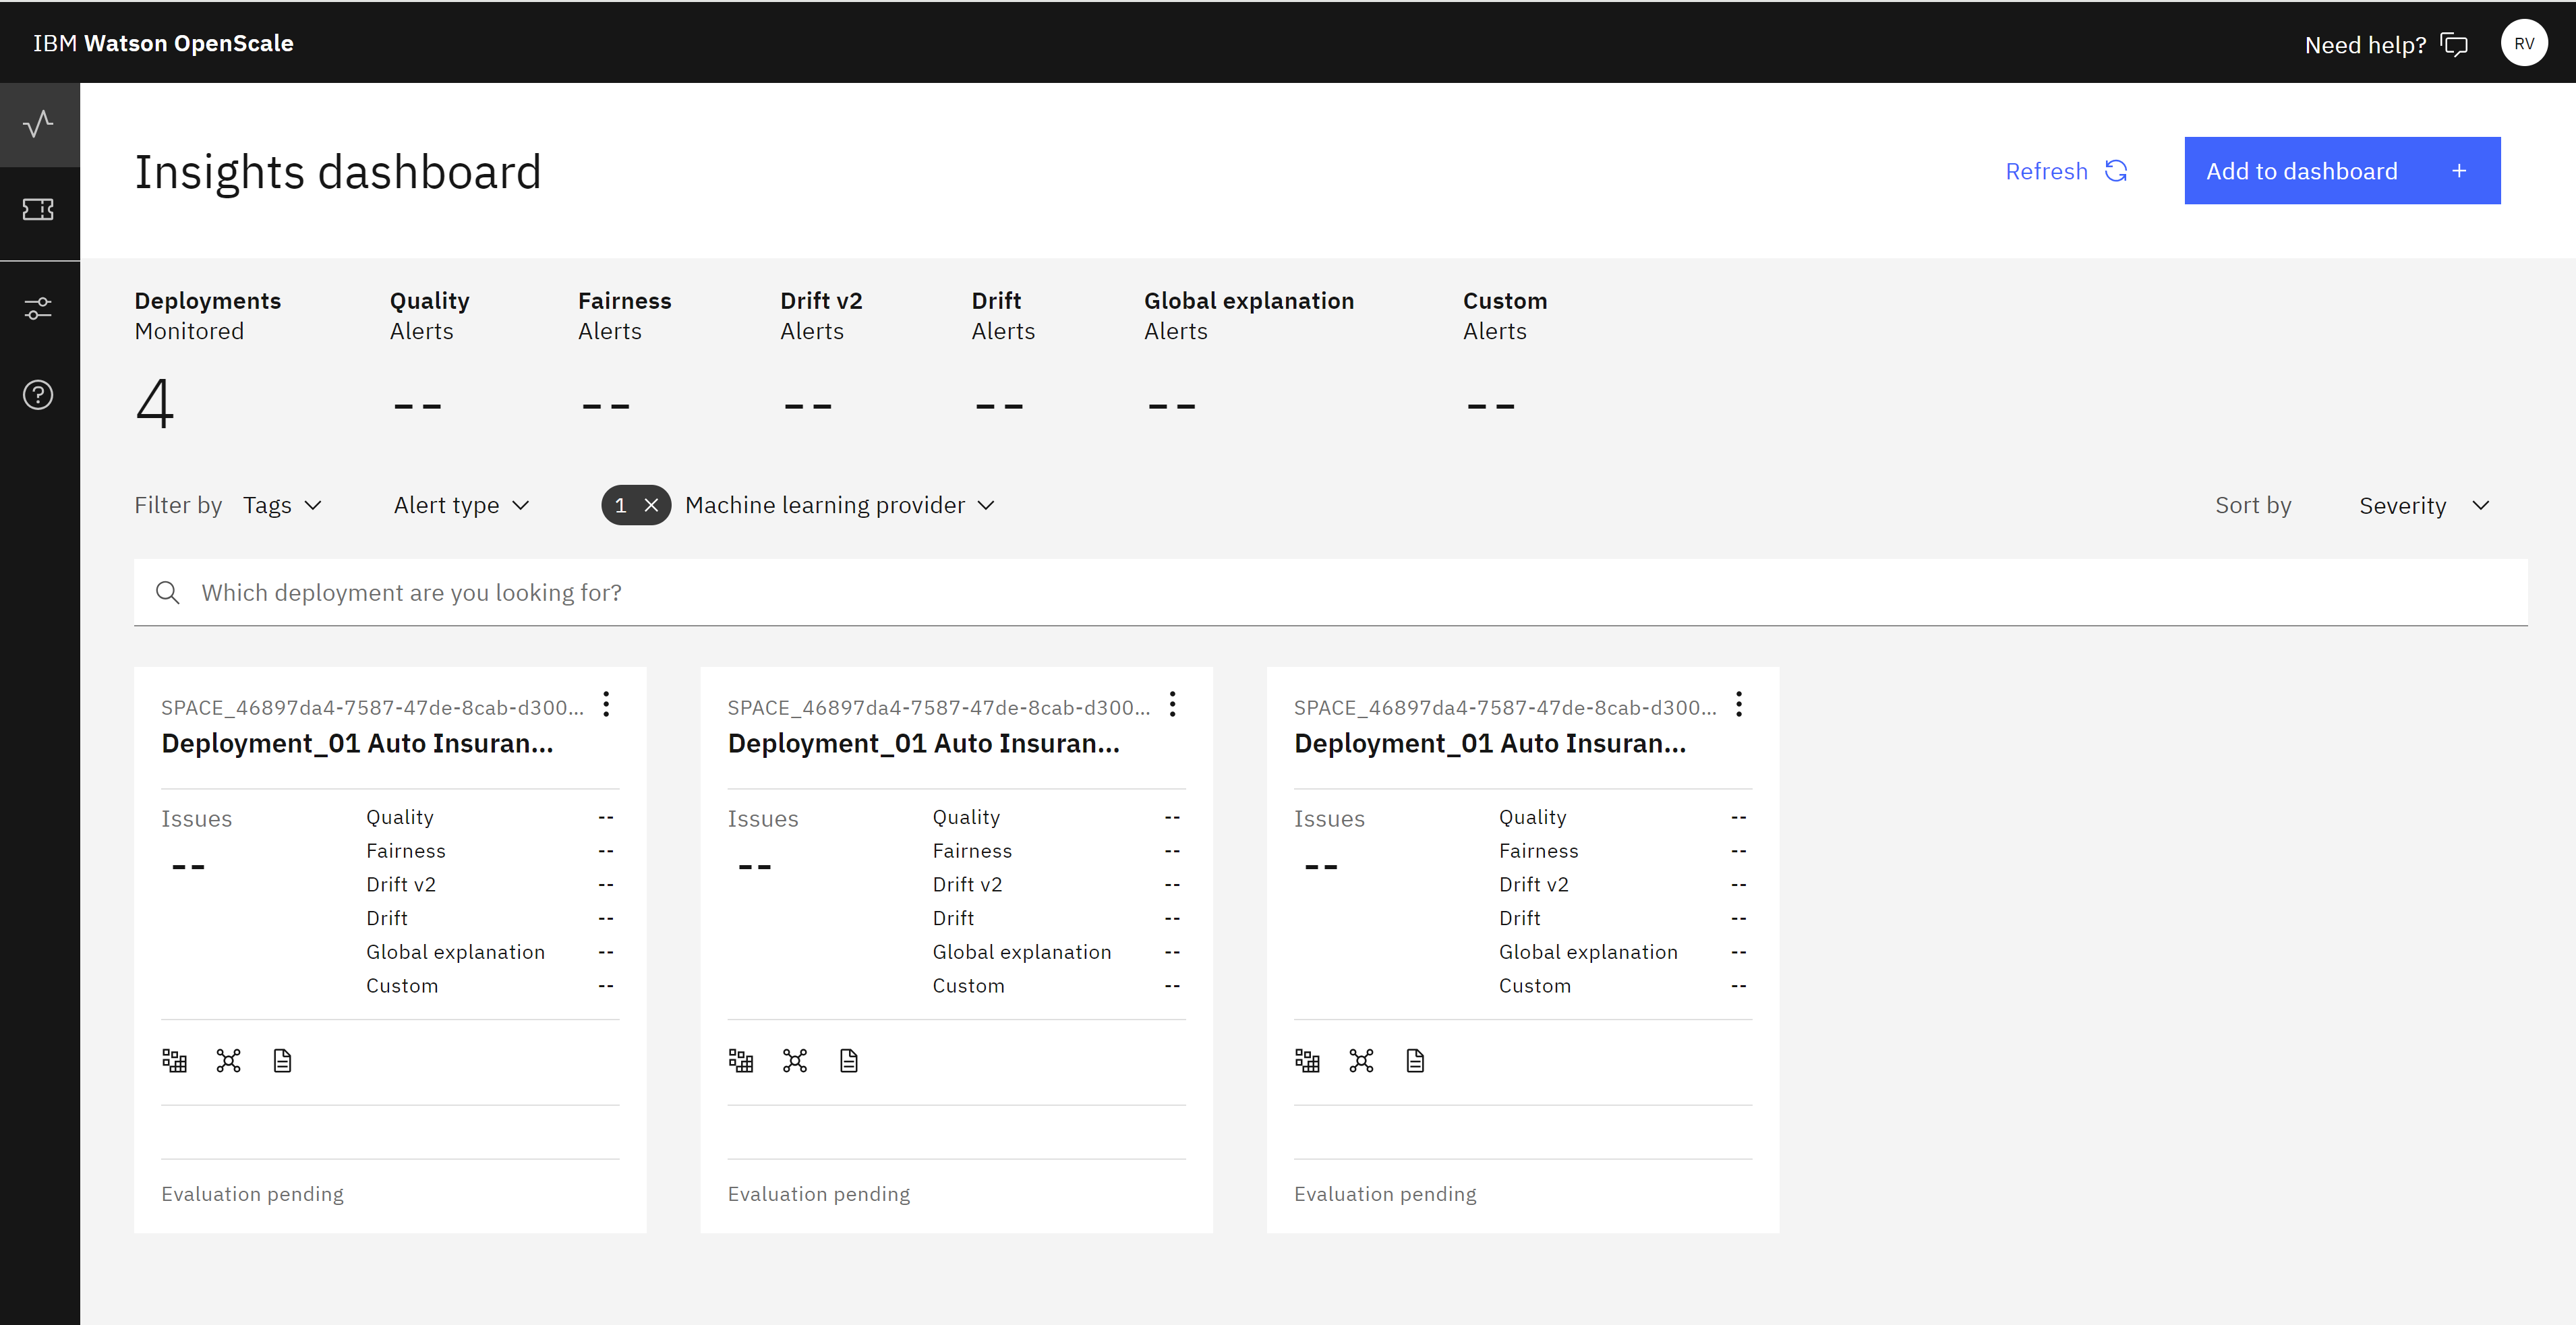 IBM Watson OpenScale
Need help?
RV
Insights dashboard
Refresh
Add to dashboard +
Deployments Quality Fairness Drift v2 Drift Global explanation Custom
Monitored Alerts Alerts Alerts Alerts Alerts Alerts
4 -- -- -- -- -- --
Filter by Tags Alert type 1 × Machine learning provider Sort by Severity
Which deployment are you looking for?
SPACE_46897da4-7587-47de-8cab-d300...
Deployment_01 Auto Insuran...
Issues
--
Quality --
Fairness --
Drift v2 --
Drift --
Global explanation --
Custom --
Evaluation pending
SPACE_46897da4-7587-47de-8cab-d300...
Deployment_01 Auto Insuran...
Issues
--
Quality --
Fairness --
Drift v2 --
Drift --
Global explanation --
Custom --
Evaluation pending
SPACE_46897da4-7587-47de-8cab-d300...
Deployment_01 Auto Insuran...
Issues
--
Quality --
Fairness --
Drift v2 --
Drift --
Global explanation --
Custom --
Evaluation pending